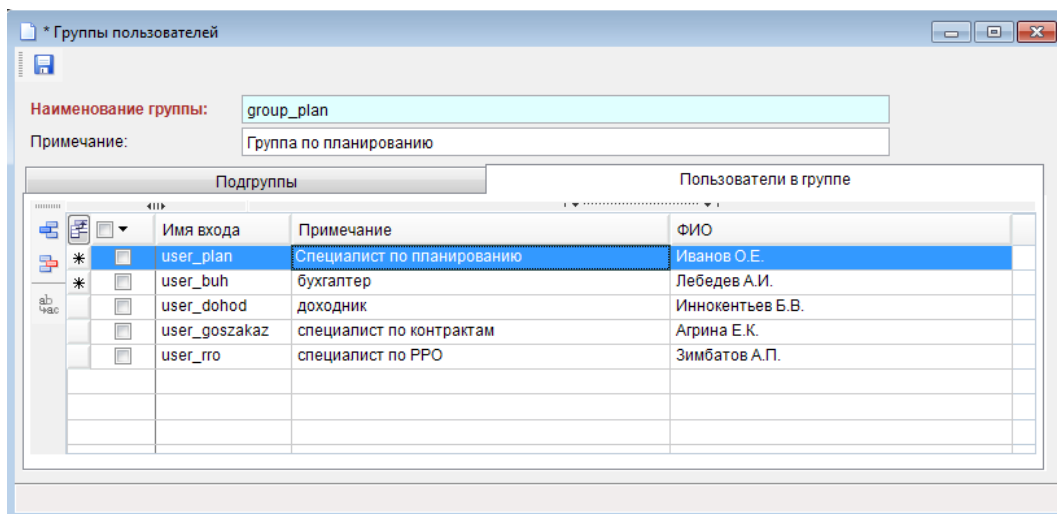 * Группы пользователей
Наименование группы: group_plan
Примечание: Группа по планированию
Подгруппы Пользователи в группе
Имя входа Примечание ФИО
* user_plan Специалист по планированию Иванов О.Е.
* user_buh бухгалтер Лебедев А.И.
user_dohod доходник Иннокентьев Б.В.
user_goszakaz специалист по контрактам Агрина Е.К.
user_rro специалист по РРО Зимбатов А.П.
ab
ac